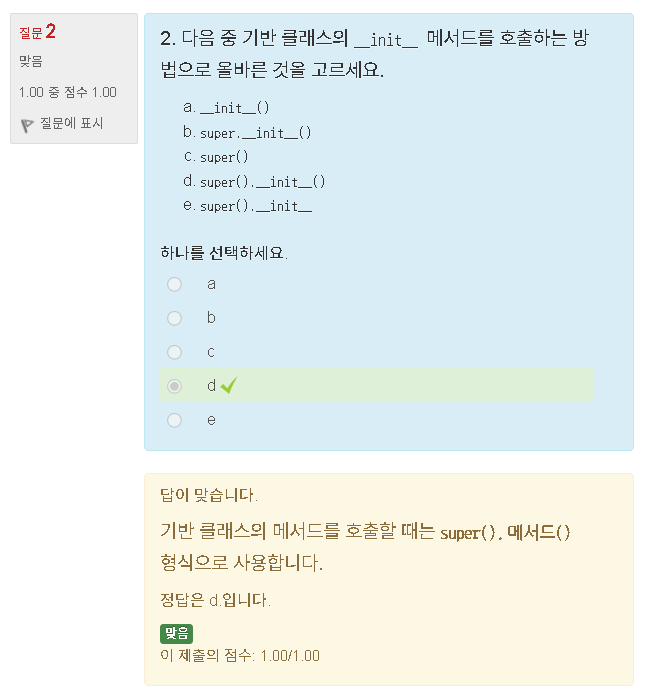 질문 2
맞음
1.00 중 점수 1.00
질문에 표시
2. 다음 중 기반 클래스의 __init__ 메서드를 호출하는 방
법으로 올바른 것을 고르세요.
a. __init__()
b. super.__init__()
c. super()
d. super().__init__()
e. super().__init__
하나를 선택하세요.
a
b
c
d
e
답이 맞습니다.
기반 클래스의 메서드를 호출할 때는 super().메서드()
형식으로 사용합니다.
정답은 d.입니다.
맞음
이 제출의 점수: 1.00/1.00